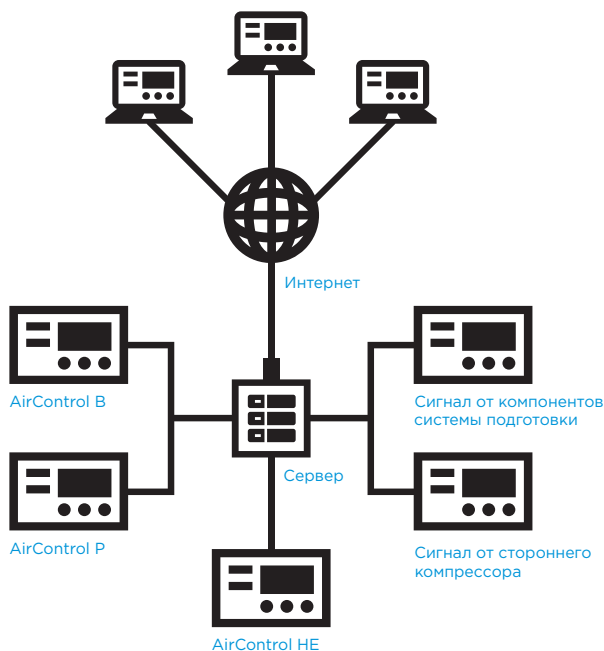 Интернет
AirControl B
Сигнал от компонентов
системы подготовки
Сервер
AirControl P
Сигнал от стороннего
компрессора
AirControl HE